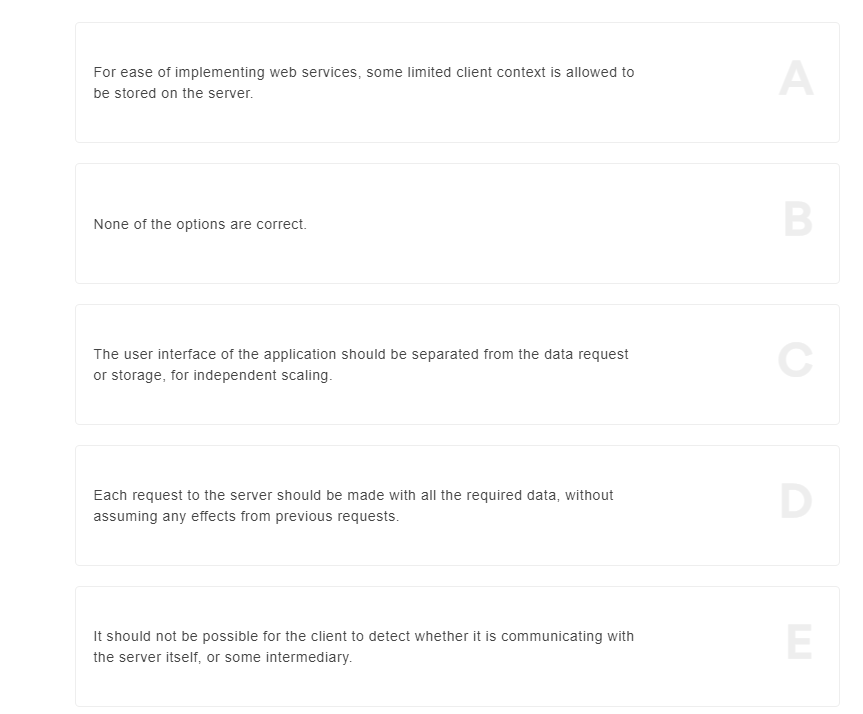 For ease of implementing web services, some limited client context is allowed to
be stored on the server.
A
None of the options are correct.
B
The user interface of the application should be separated from the data request
or storage, for independent scaling.
C
Each request to the server should be made with all the required data, without
assuming any effects from previous requests.
D
It should not be possible for the client to detect whether it is communicating with
the server itself, or some intermediary.
E